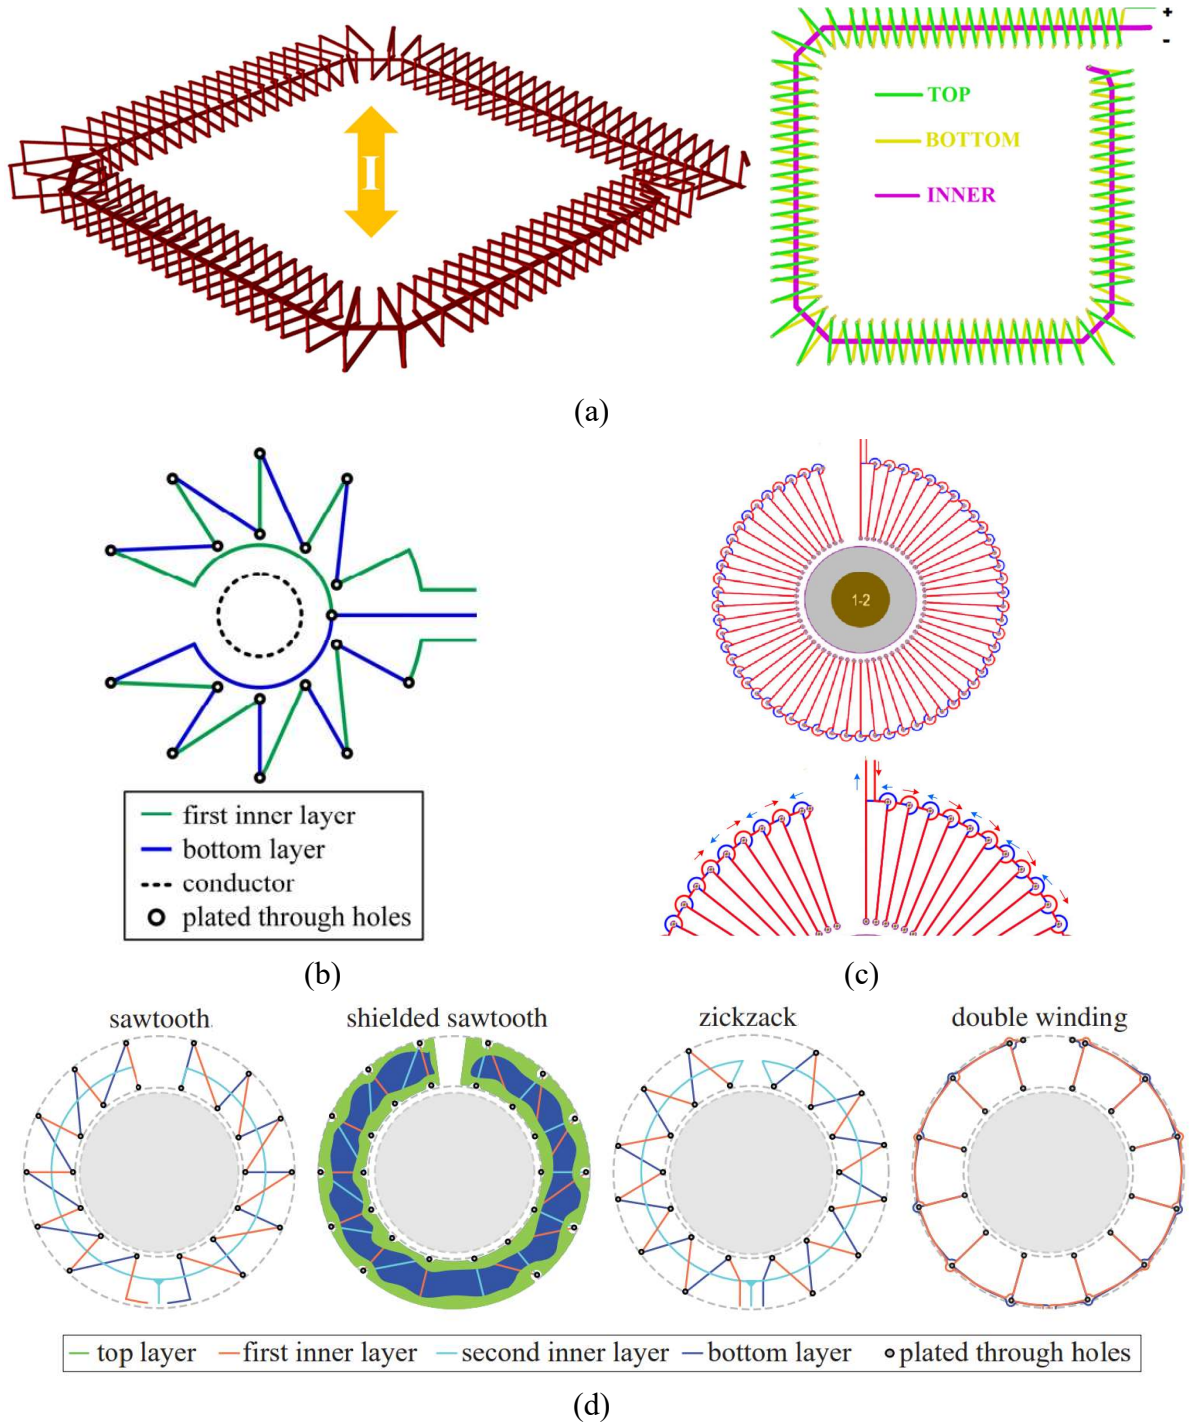 I
+
-
TOP
BOTTOM
INNER
(a)
first inner layer
bottom layer
conductor
plated through holes
(b)
1-2
(c)
sawtooth
shielded sawtooth
zickzack
double winding
top layer
first inner layer
second inner layer
bottom layer
plated through holes
(d)